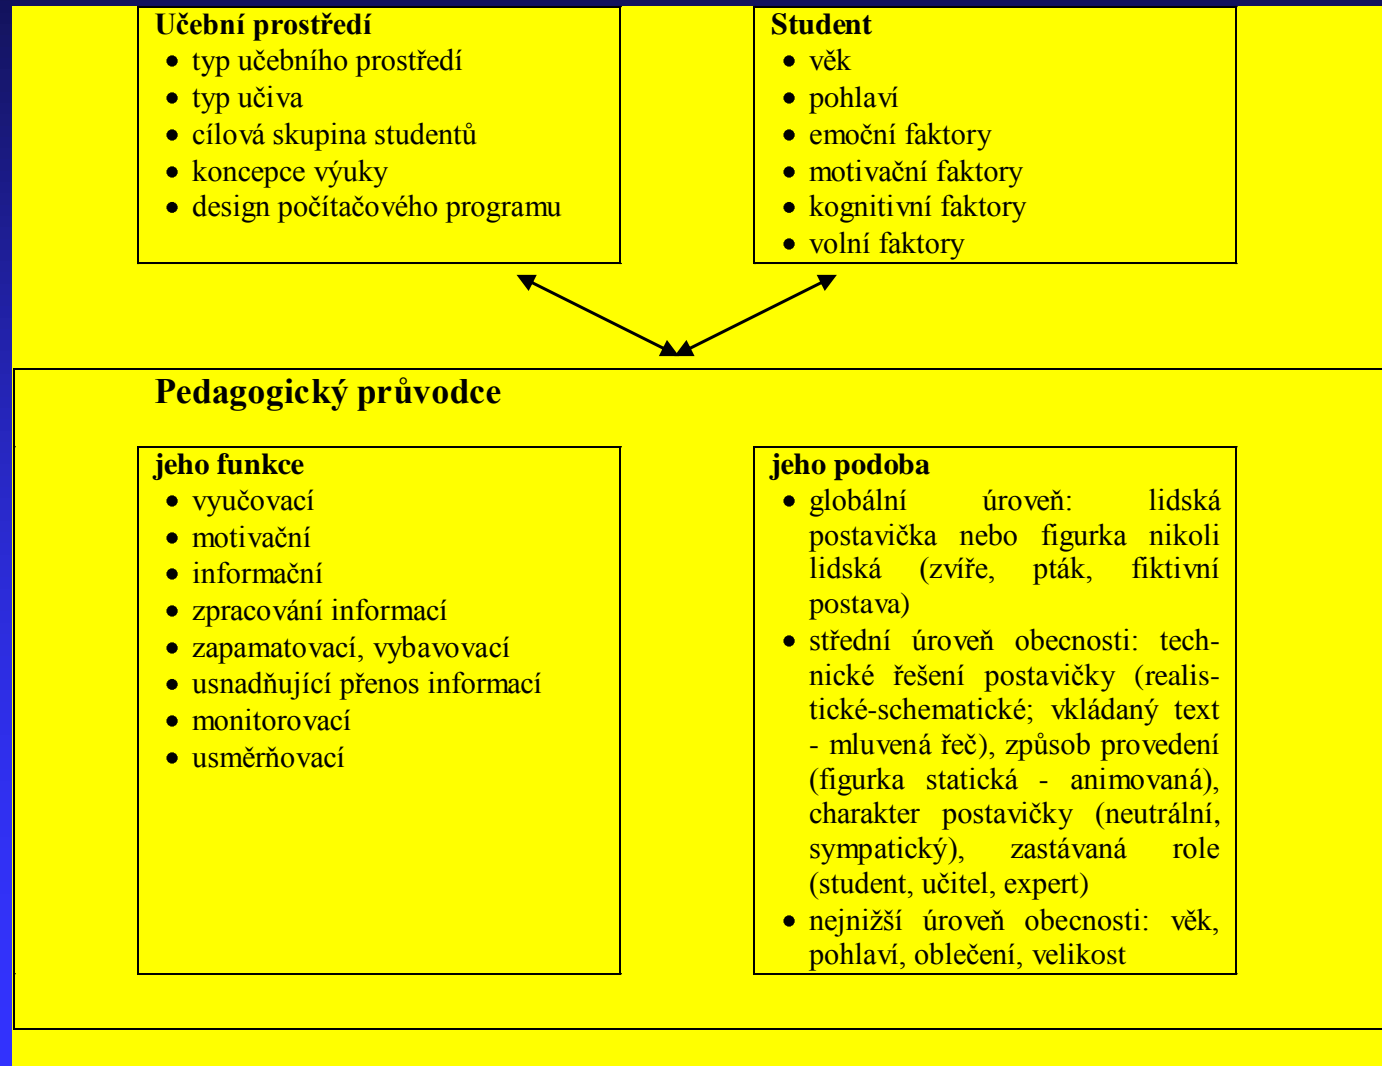 Učební prostředí
• typ učebního prostředí
• typ učiva
• cílová skupina studentů
• koncepce výuky
• design počítačového programu
Student
• věk
• pohlaví
• emoční faktory
• motivační faktory
• kognitivní faktory
• volní faktory
Pedagogický průvodce
jeho funkce
• vyučovací
• motivační
• informační
• zpracování informací
• zapamatovací, vybavovací
• usnadňující přenos informací
• monitorovací
• usměrňovací
jeho podoba
• globální úroveň: lidská
postavička nebo figurka nikoli
lidská (zvíře, pták, fiktivní
postava)
• střední úroveň obecnosti: tech-
nické řešení postavičky (realis-
tické-schematické; vkládaný text
- mluvená řeč), způsob provedení
(figurka statická - animovaná),
charakter postavičky (neutrální,
sympatický), zastávaná role
(student, učitel, expert)
• nejnižší úroveň obecnosti: věk,
pohlaví, oblečení, velikost